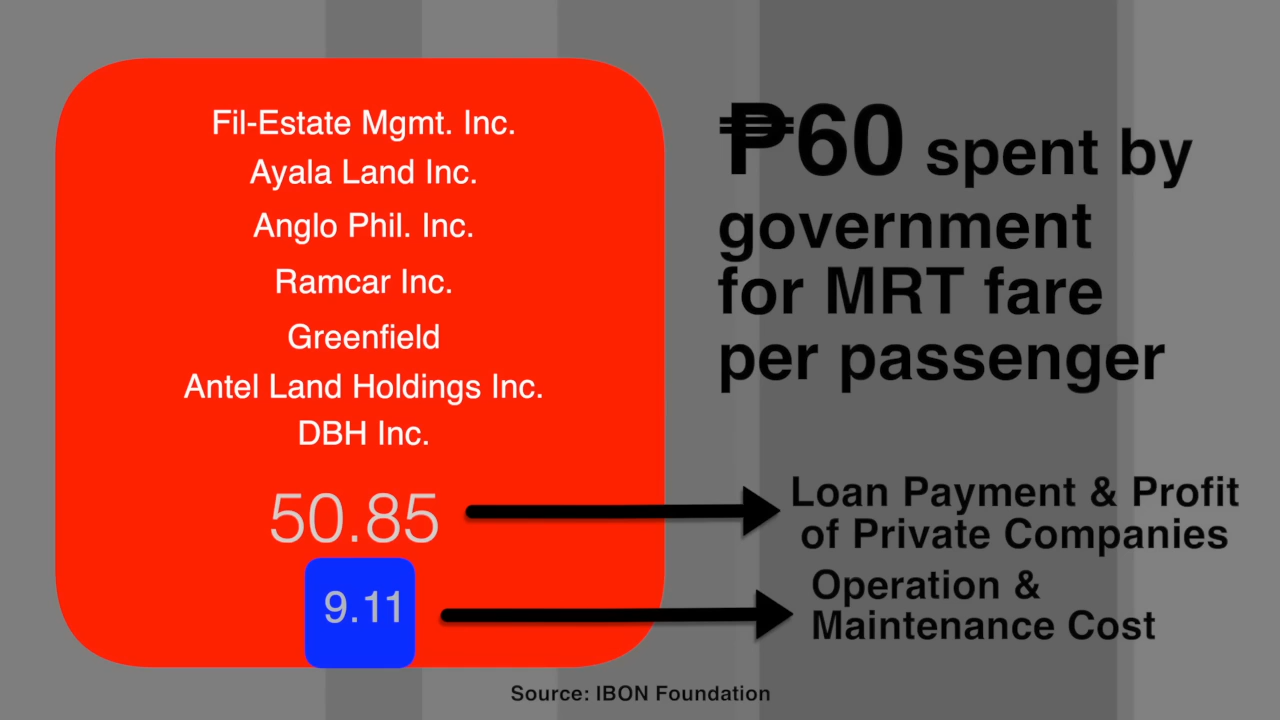 Fil-Estate Mgmt. Inc.
Ayala Land Inc.
Anglo Phil. Inc.
Ramcar Inc.
Greenfield
Antel Land Holdings Inc.
DBH Inc.
50.85
9.11
₱60 spent by
government
for MRT fare
per passenger
Loan Payment & Profit
of Private Companies
Operation &
Maintenance Cost
Source: IBON Foundation